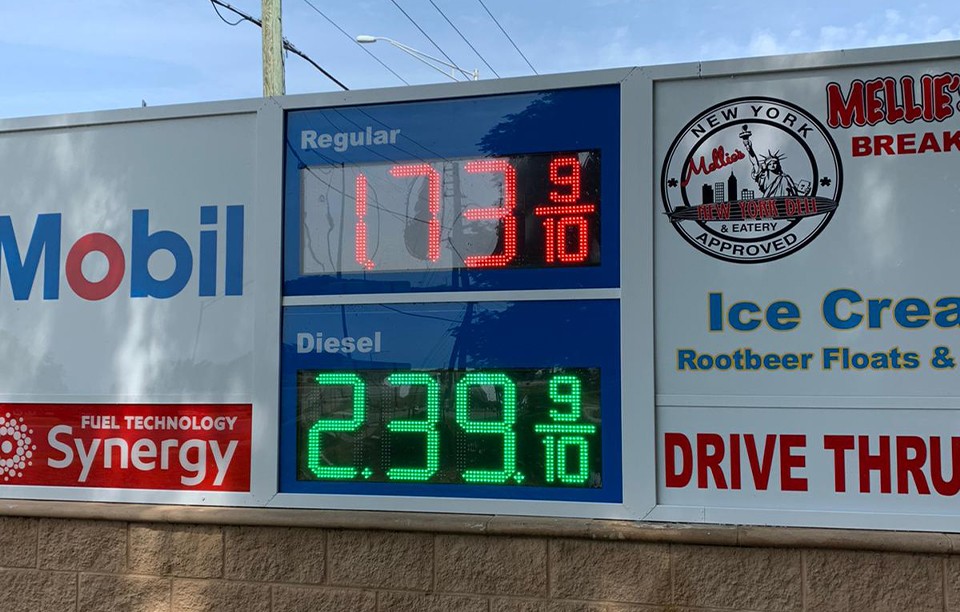 Mobil
FUEL TECHNOLOGY
Synergy
Regular
1.73 9/10
Diesel
2.39 9/10
NEW YORK
Mellie's
NEW YORK DELI
& EATERY
APPROVED
MELLIE'S
BREAK
Ice Crea
Rootbeer Floats &
DRIVE THRU